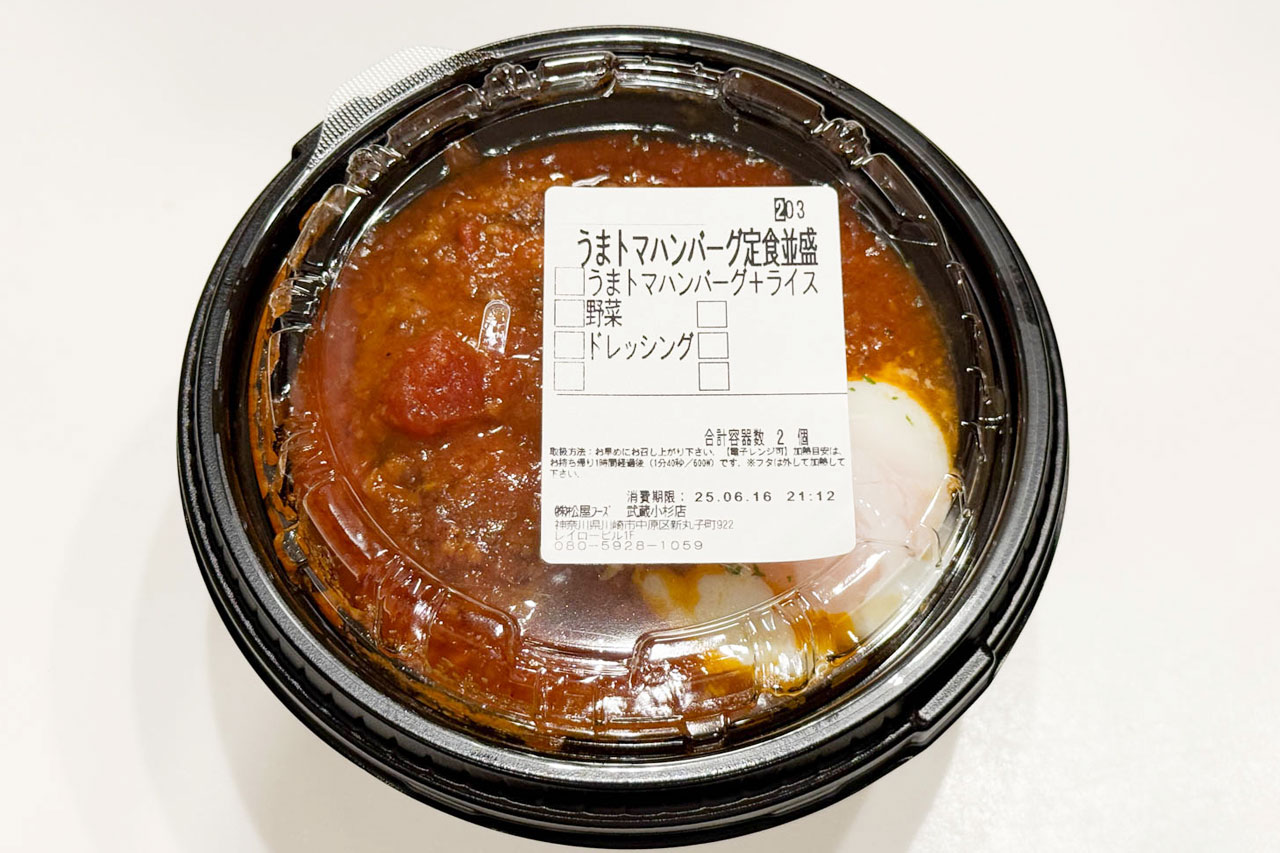 203
うまトマハンバーグ定食並盛
うまトマハンバーグ+ライス
野菜
ドレッシング
合計容器数 2 個
取扱方法:お早めにお召し上がり下さい。【電子レンジ可】加熱目安は、
お持ち帰り1時間経過後(1分40秒/600W)です。※フタは外して加熱して
下さい。
消費期限: 25.06.16 21:12
㈱松屋フーズ 武蔵小杉店
神奈川県川崎市中原区新丸子町922
レイロービル1F
080-5928-1059